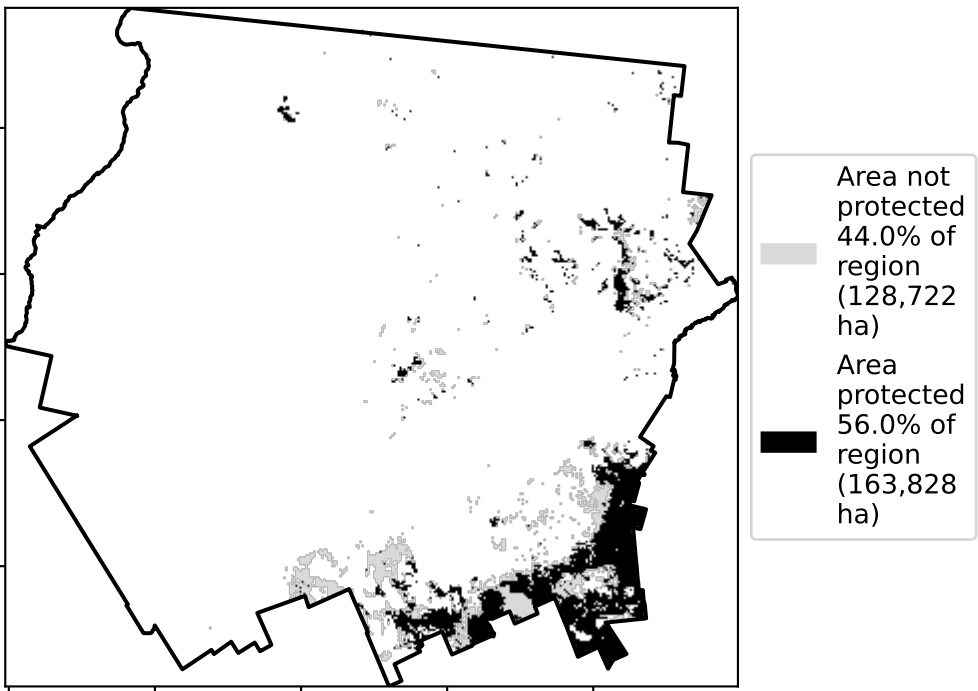 Area not
protected
44.0% of
region
(128,722
ha)
Area
protected
56.0% of
region
(163,828
ha)